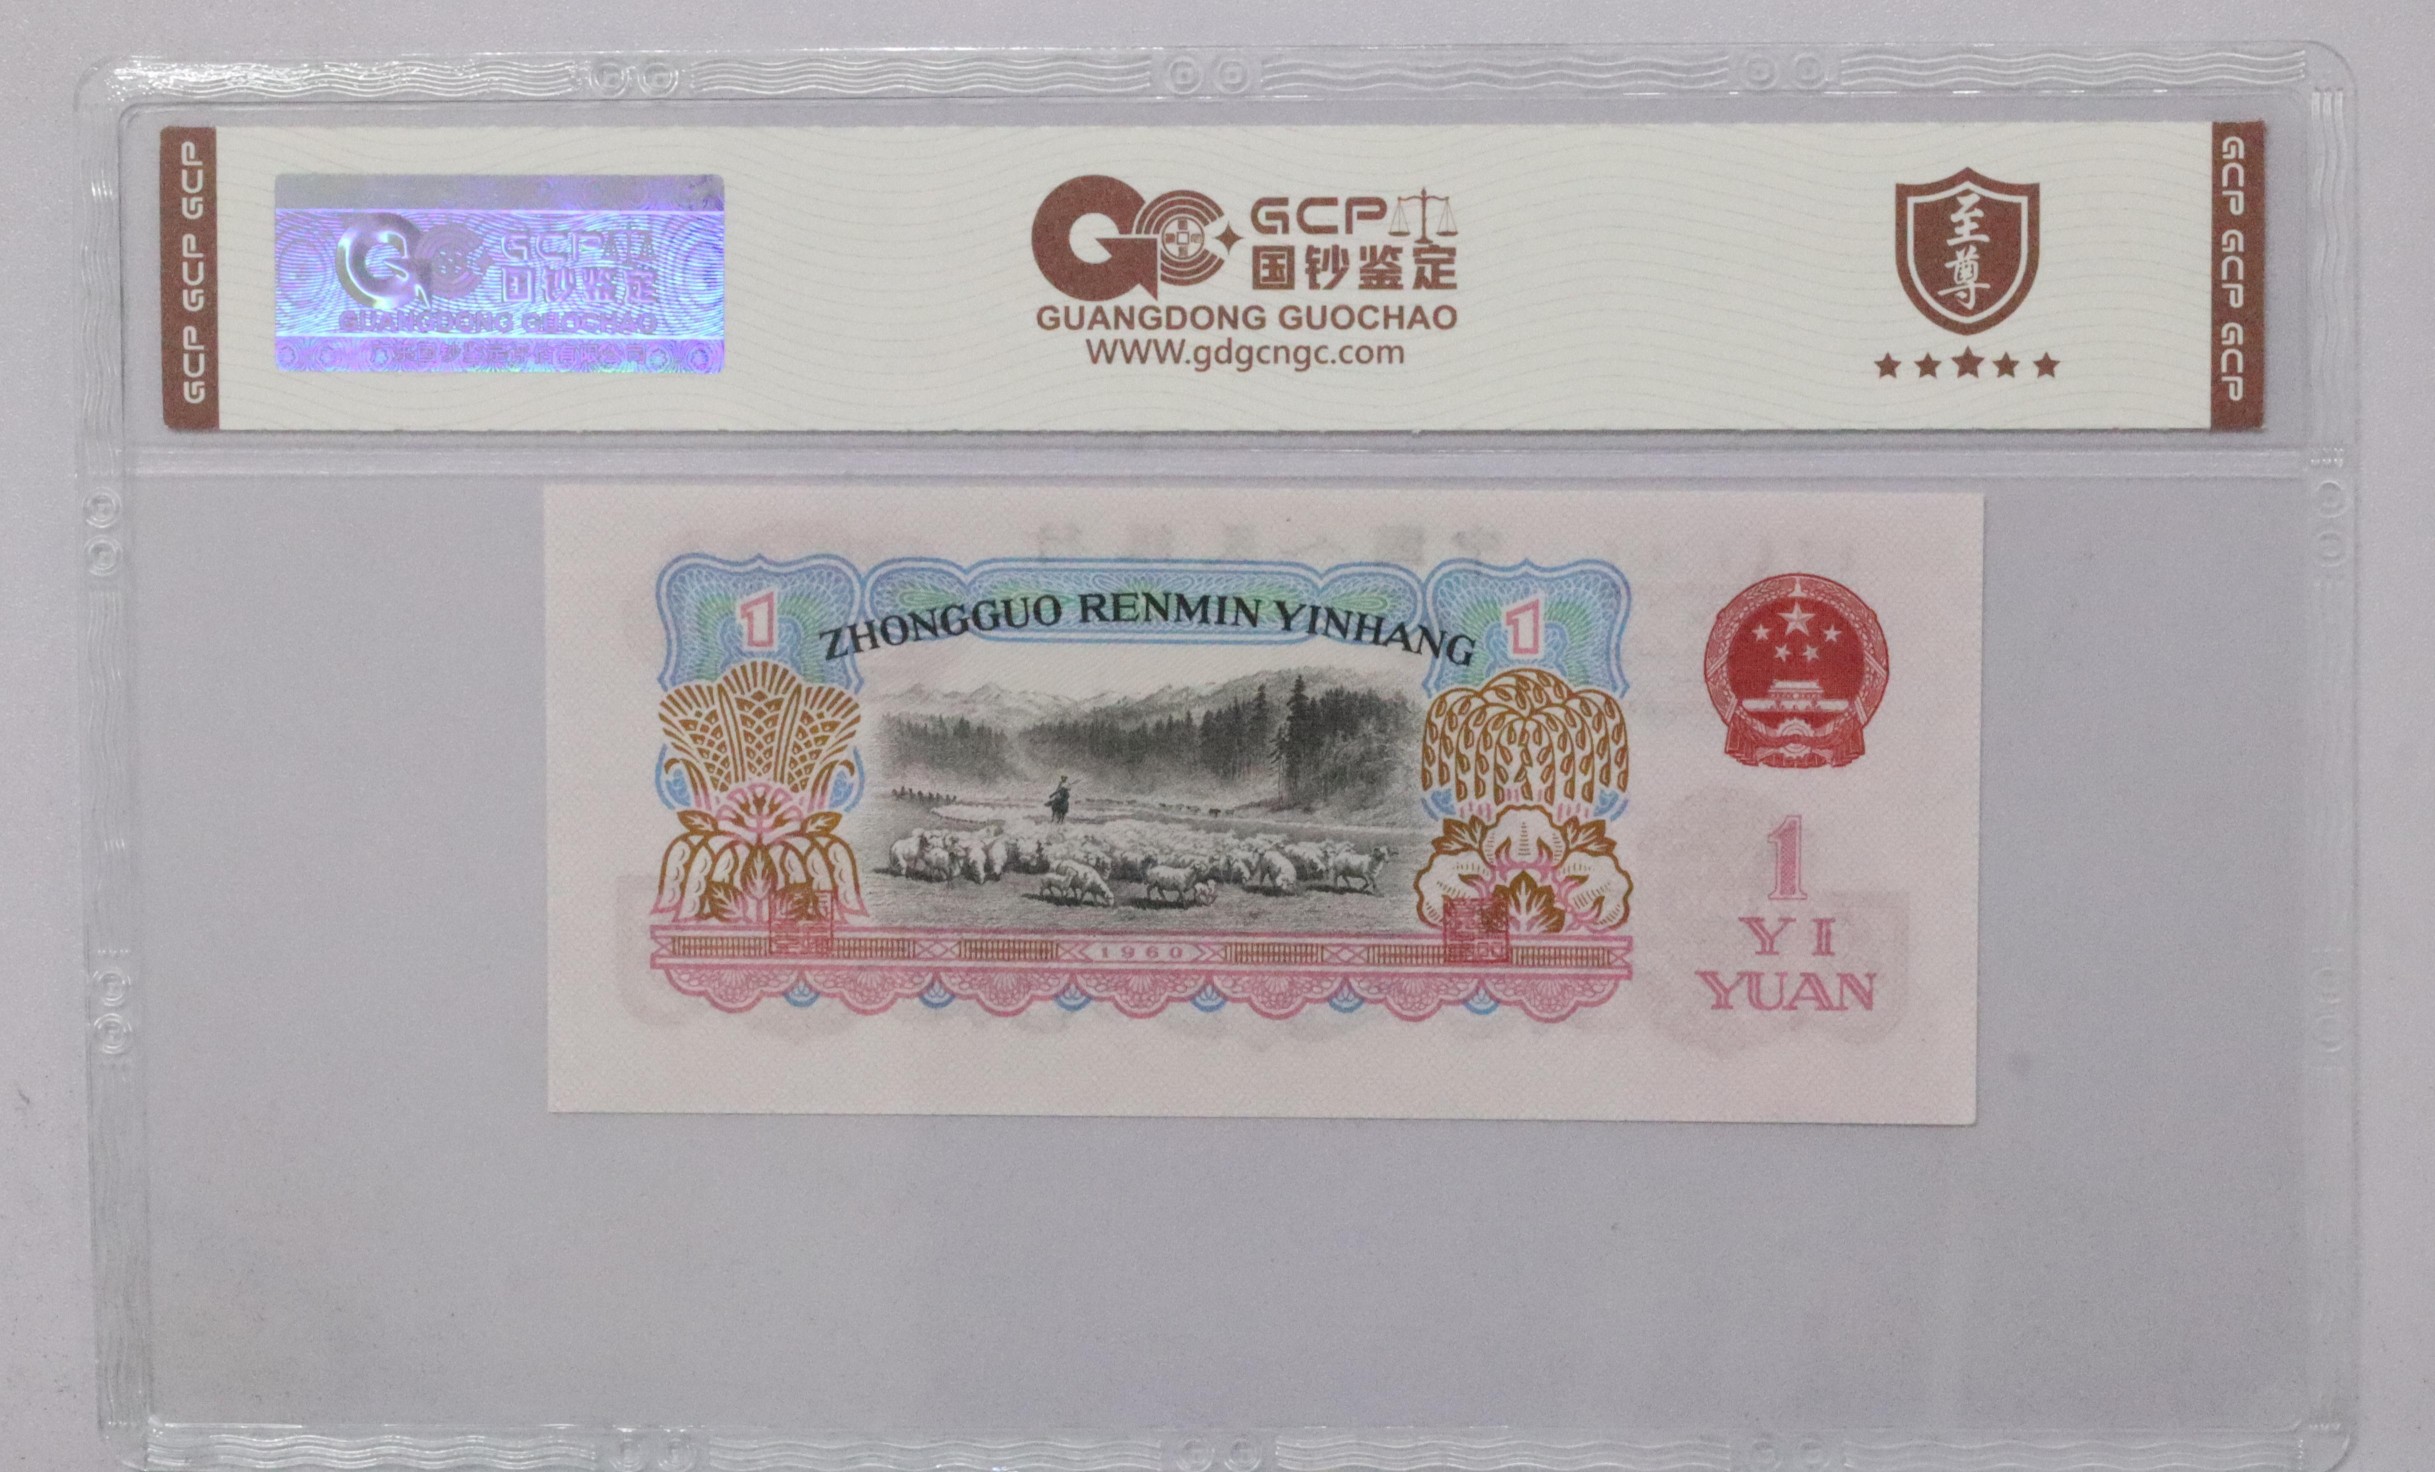 GCP GCP GCP
GCP
国钞鉴定
GUANGDONG GUOCHAO
GCP
国钞鉴定
GUANGDONG GUOCHAO
WWW.gdgcngc.com
至尊
GCP GCP GCP
1
ZHONGGUO RENMIN YINHANG
1
1960
1
YI
YUAN